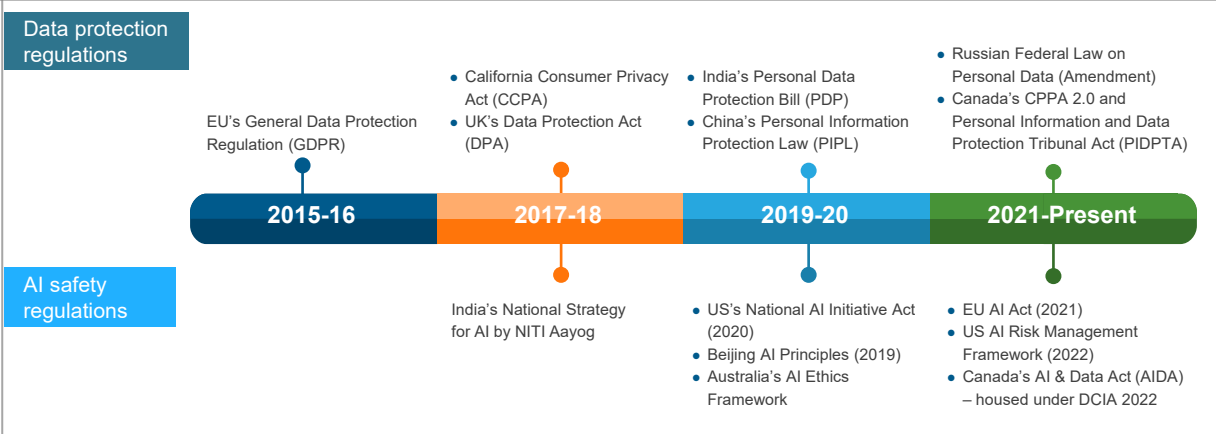 Data protection
regulations
EU's General Data Protection
Regulation (GDPR)
• California Consumer Privacy
Act (CCPA)
• UK's Data Protection Act
(DPA)
• India's Personal Data
Protection Bill (PDP)
• China's Personal Information
Protection Law (PIPL)
• Russian Federal Law on
Personal Data (Amendment)
• Canada's CPPA 2.0 and
Personal Information and Data
Protection Tribunal Act (PIDPTA)
2015-16
2017-18
2019-20
2021-Present
AI safety
regulations
India's National Strategy
for AI by NITI Aayog
• US's National AI Initiative Act
(2020)
• Beijing AI Principles (2019)
• Australia's AI Ethics
Framework
• EU AI Act (2021)
• US AI Risk Management
Framework (2022)
• Canada's AI & Data Act (AIDA)
– housed under DCIA 2022